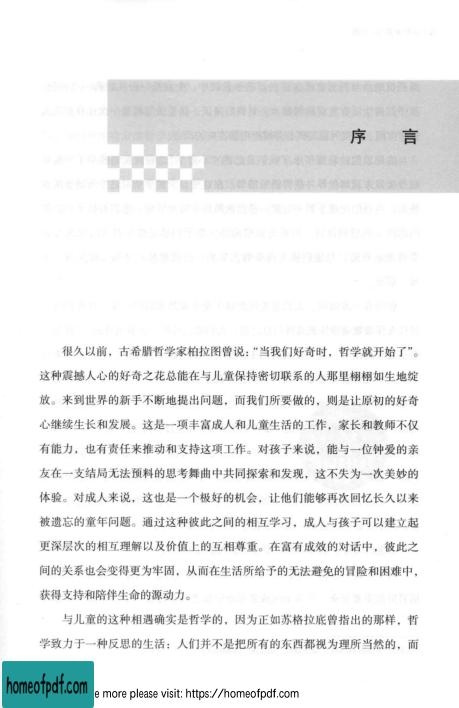 序 言
很久以前，古希腊哲学家柏拉图曾说：“当我们好奇时，哲学就开始了”。
这种震撼人心的好奇之花总能在与儿童保持密切联系的人那里栩栩如生地绽
放。来到世界的新手不断地提出问题，而我们所要做的，则是让原初的好奇
心继续生长和发展。这是一项丰富成人和儿童生活的工作，家长和教师不仅
有能力，也有责任来推动和支持这项工作。对孩子来说，能与一位钟爱的亲
友在一支结局无法预料的思考舞曲中共同探索和发现，这不失为一次美妙的
体验。对成人来说，这也是一个极好的机会，让他们能够再次回忆长久以来
被遗忘的童年问题。通过这种彼此之间的相互学习，成人与孩子可以建立起
更深层次的相互理解以及价值上的互相尊重。在富有成效的对话中，彼此之
间的关系也会变得更为牢固，从而在生活所给予的无法避免的冒险和困难中，
获得支持和陪伴生命的源动力。
与儿童的这种相遇确实是哲学的，因为正如苏格拉底曾指出的那样，哲
学致力于一种反思的生活：人们并不是把所有的东西都视为理所当然的，而
homeofpdf.com
e more please visit: https://homeofpdf.com